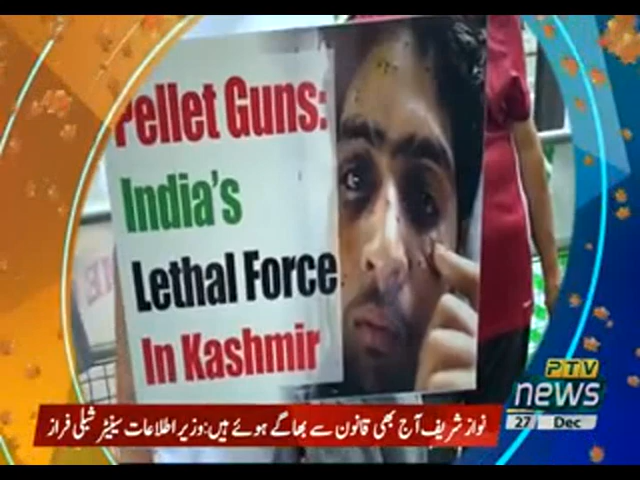 Pellet Guns:
India's
Lethal Force
In Kashmir
PTV
news
27 Dec
نواز شریف آج بھی قانون سے بھاگے ہوئے ہیں: وزیر اطلاعات سینیٹر شبلی فراز